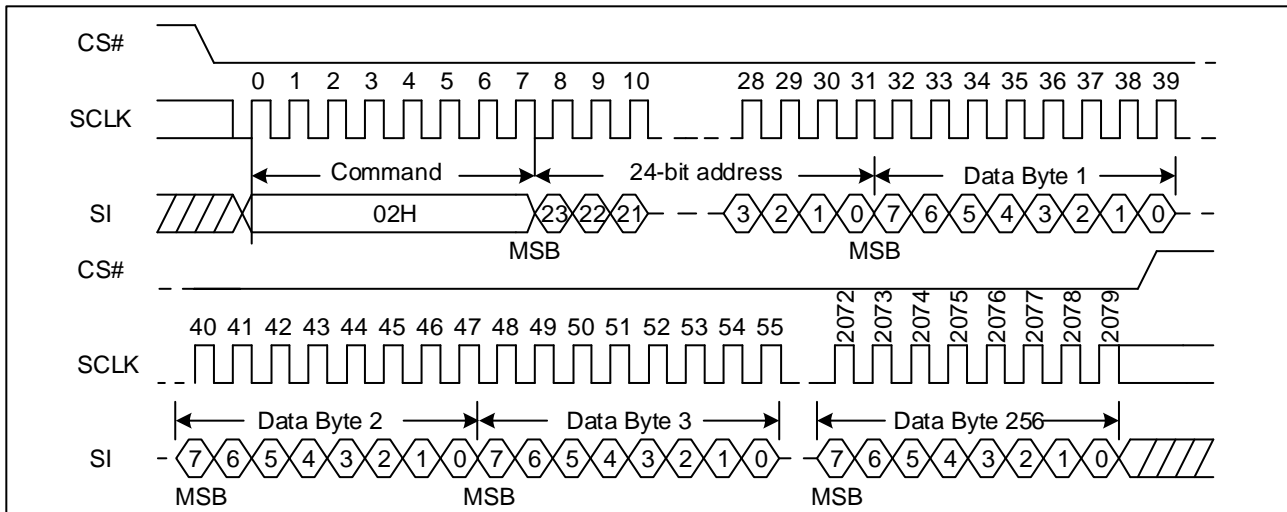 CS#
0 1 2 3 4 5 6 7 8 9 10 28 29 30 31 32 33 34 35 36 37 38 39
SCLK
Command 24-bit address Data Byte 1
SI 02H 23 22 21 3 2 1 0 7 6 5 4 3 2 1 0
MSB MSB
CS#
40 41 42 43 44 45 46 47 48 49 50 51 52 53 54 55 2072 2073 2074 2075 2076 2077 2078 2079
SCLK
Data Byte 2 Data Byte 3 Data Byte 256
SI 7 6 5 4 3 2 1 0 7 6 5 4 3 2 1 0 7 6 5 4 3 2 1 0
MSB MSB MSB